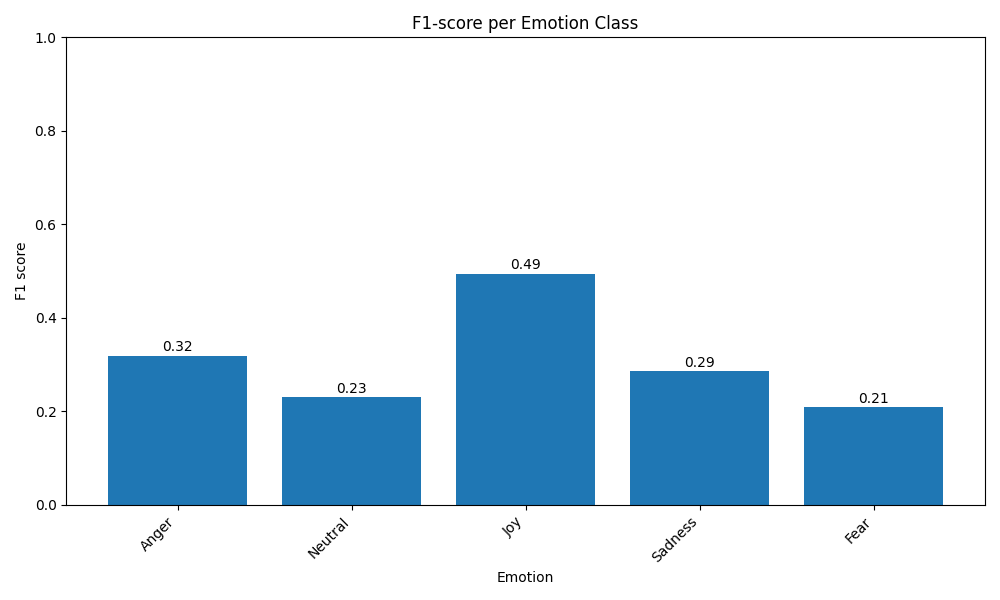 F1-score per Emotion Class
1.0
0.8
0.6
0.4
0.2
0.0
F1 score
0.32
0.23
0.49
0.29
0.21
Anger
Neutral
Joy
Sadness
Fear
Emotion